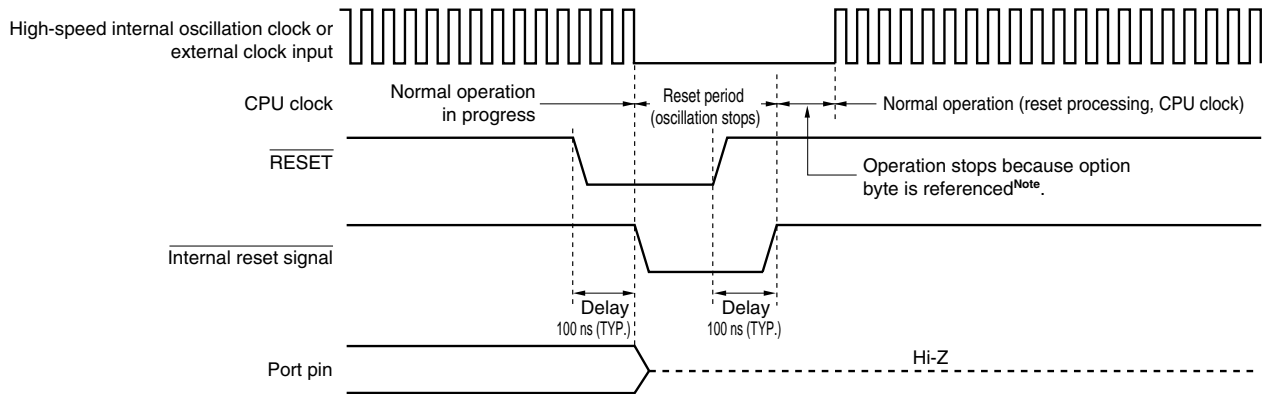 High-speed internal oscillation clock or
external clock input
CPU clock
Normal operation
in progress
Reset period
(oscillation stops)
Normal operation (reset processing, CPU clock)
RESET
Operation stops because option
byte is referencedNote.
Internal reset signal
Delay
100 ns (TYP.)
Delay
100 ns (TYP.)
Port pin
Hi-Z